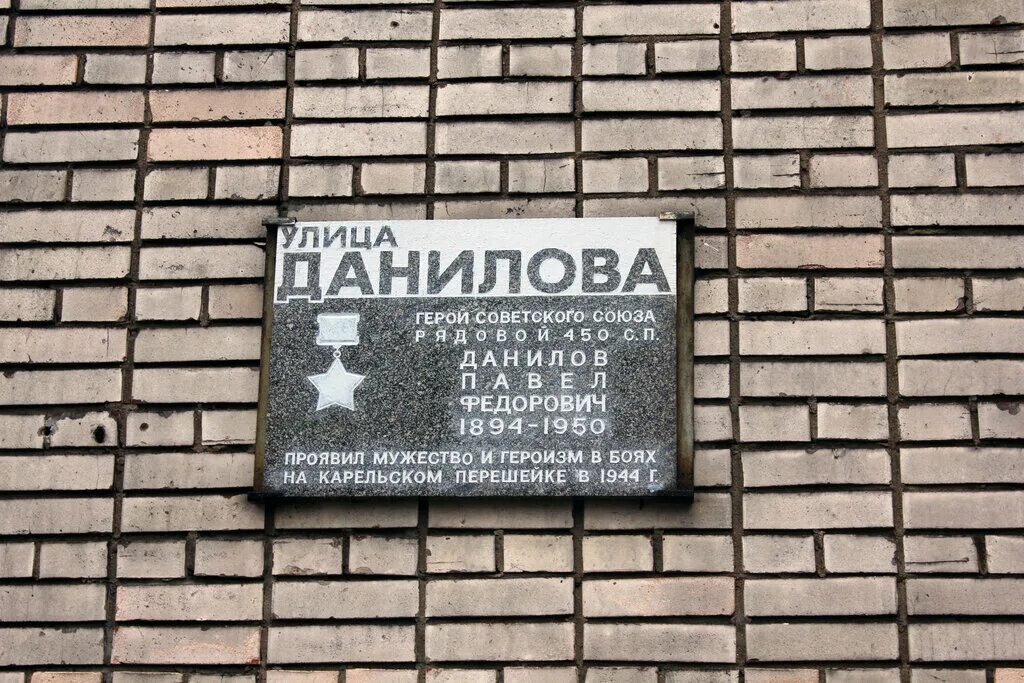 УЛИЦА
ДАНИЛОВА
ГЕРОЙ СОВЕТСКОГО СОЮЗА
РЯДОВОЙ 450 С.П.
ДАНИЛОВ
ПАВЕЛ
ФЕДОРОВИЧ
1894-1950
ПРОЯВИЛ МУЖЕСТВО И ГЕРОИЗМ В БОЯХ
НА КАРЕЛЬСКОМ ПЕРЕШЕЙКЕ В 1944 Г.